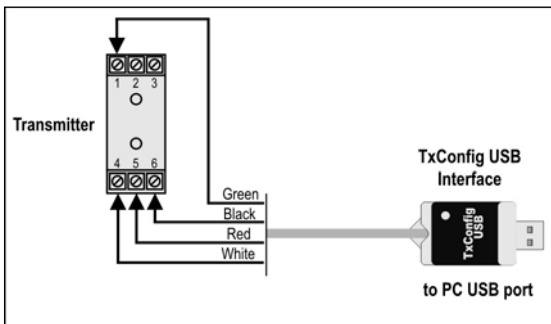 1 2 3
Transmitter
4 5 6
Green
Black
Red
White
TxConfig USB
Interface
TxConfig
USB
to PC USB port